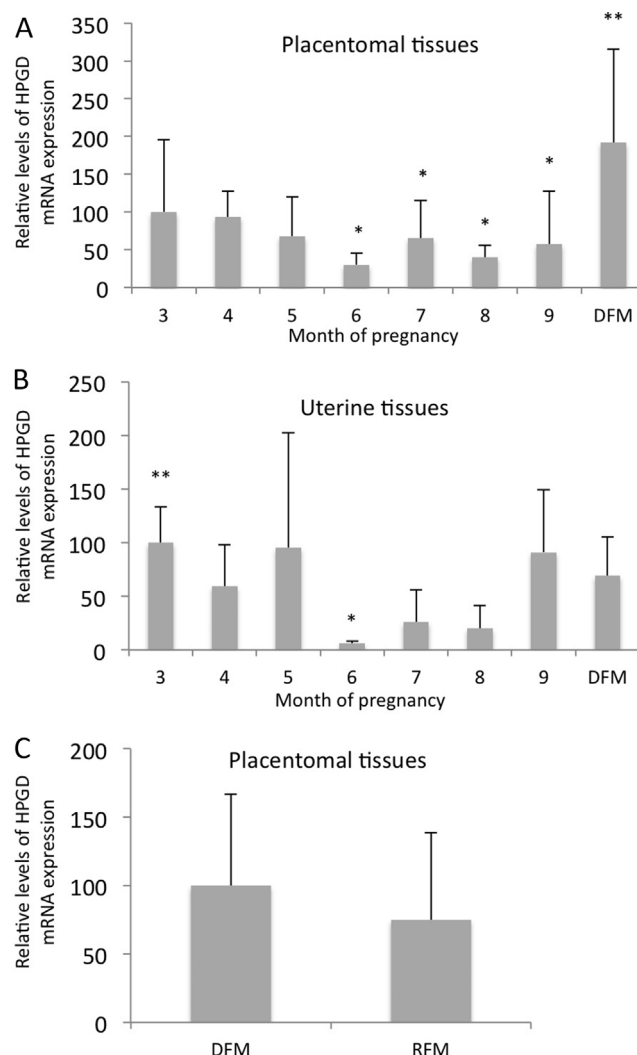 A
Placentomal tissues
Relative levels of HPGD
mRNA expression
350
300
250
200
150
100
50
0
**
*
*
*
*
3 4 5 6 7 8 9 DFM
Month of pregnancy
B
Uterine tissues
Relative levels of HPGD
mRNA expression
250
200
150
100
50
0
**
*
3 4 5 6 7 8 9 DFM
Month of pregnancy
C
Placentomal tissues
Relative levels of HPGD
mRNA expression
200
150
100
50
0
DFM RFM